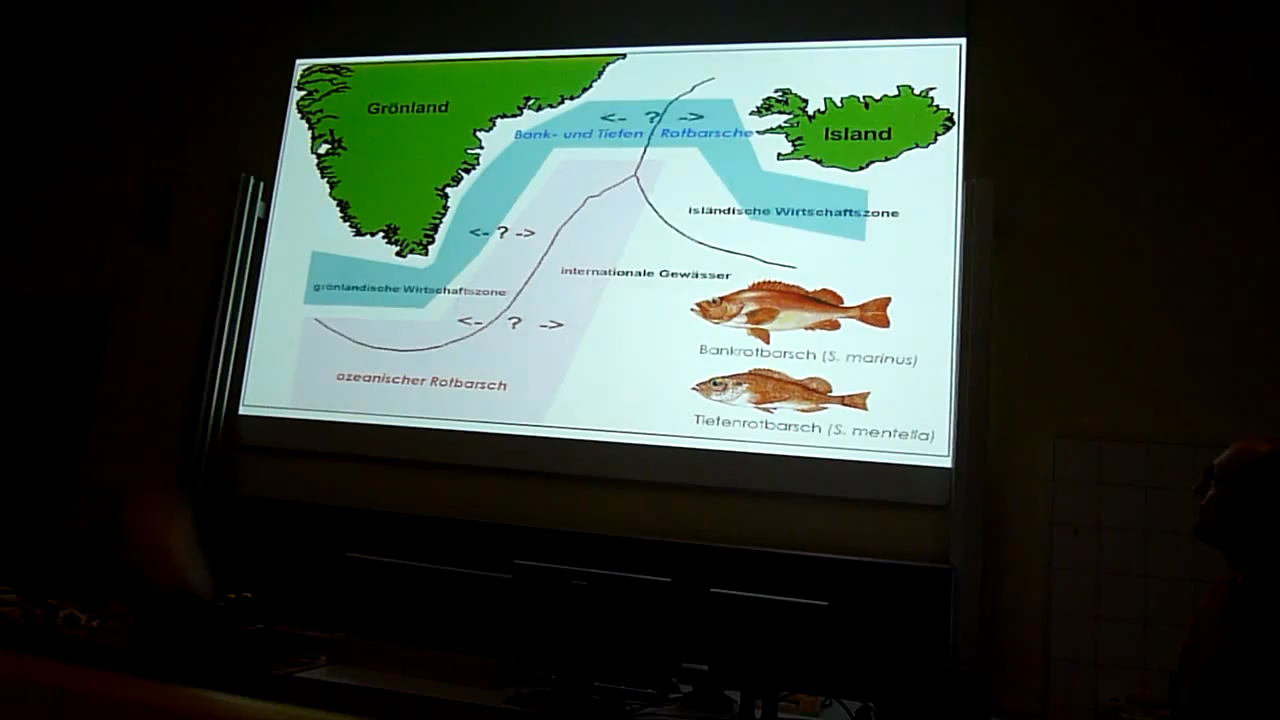 Grönland
<- ? ->
Bank- und Tiefen / Rotbarsche
Island
isländische Wirtschaftszone
<- ? ->
internationale Gewässer
grönländische Wirtschaftszone
<- ? ->
ozeanischer Rotbarsch
Bankrotbarsch (S. marinus)
Tiefenrotbarsch (S. mentella)